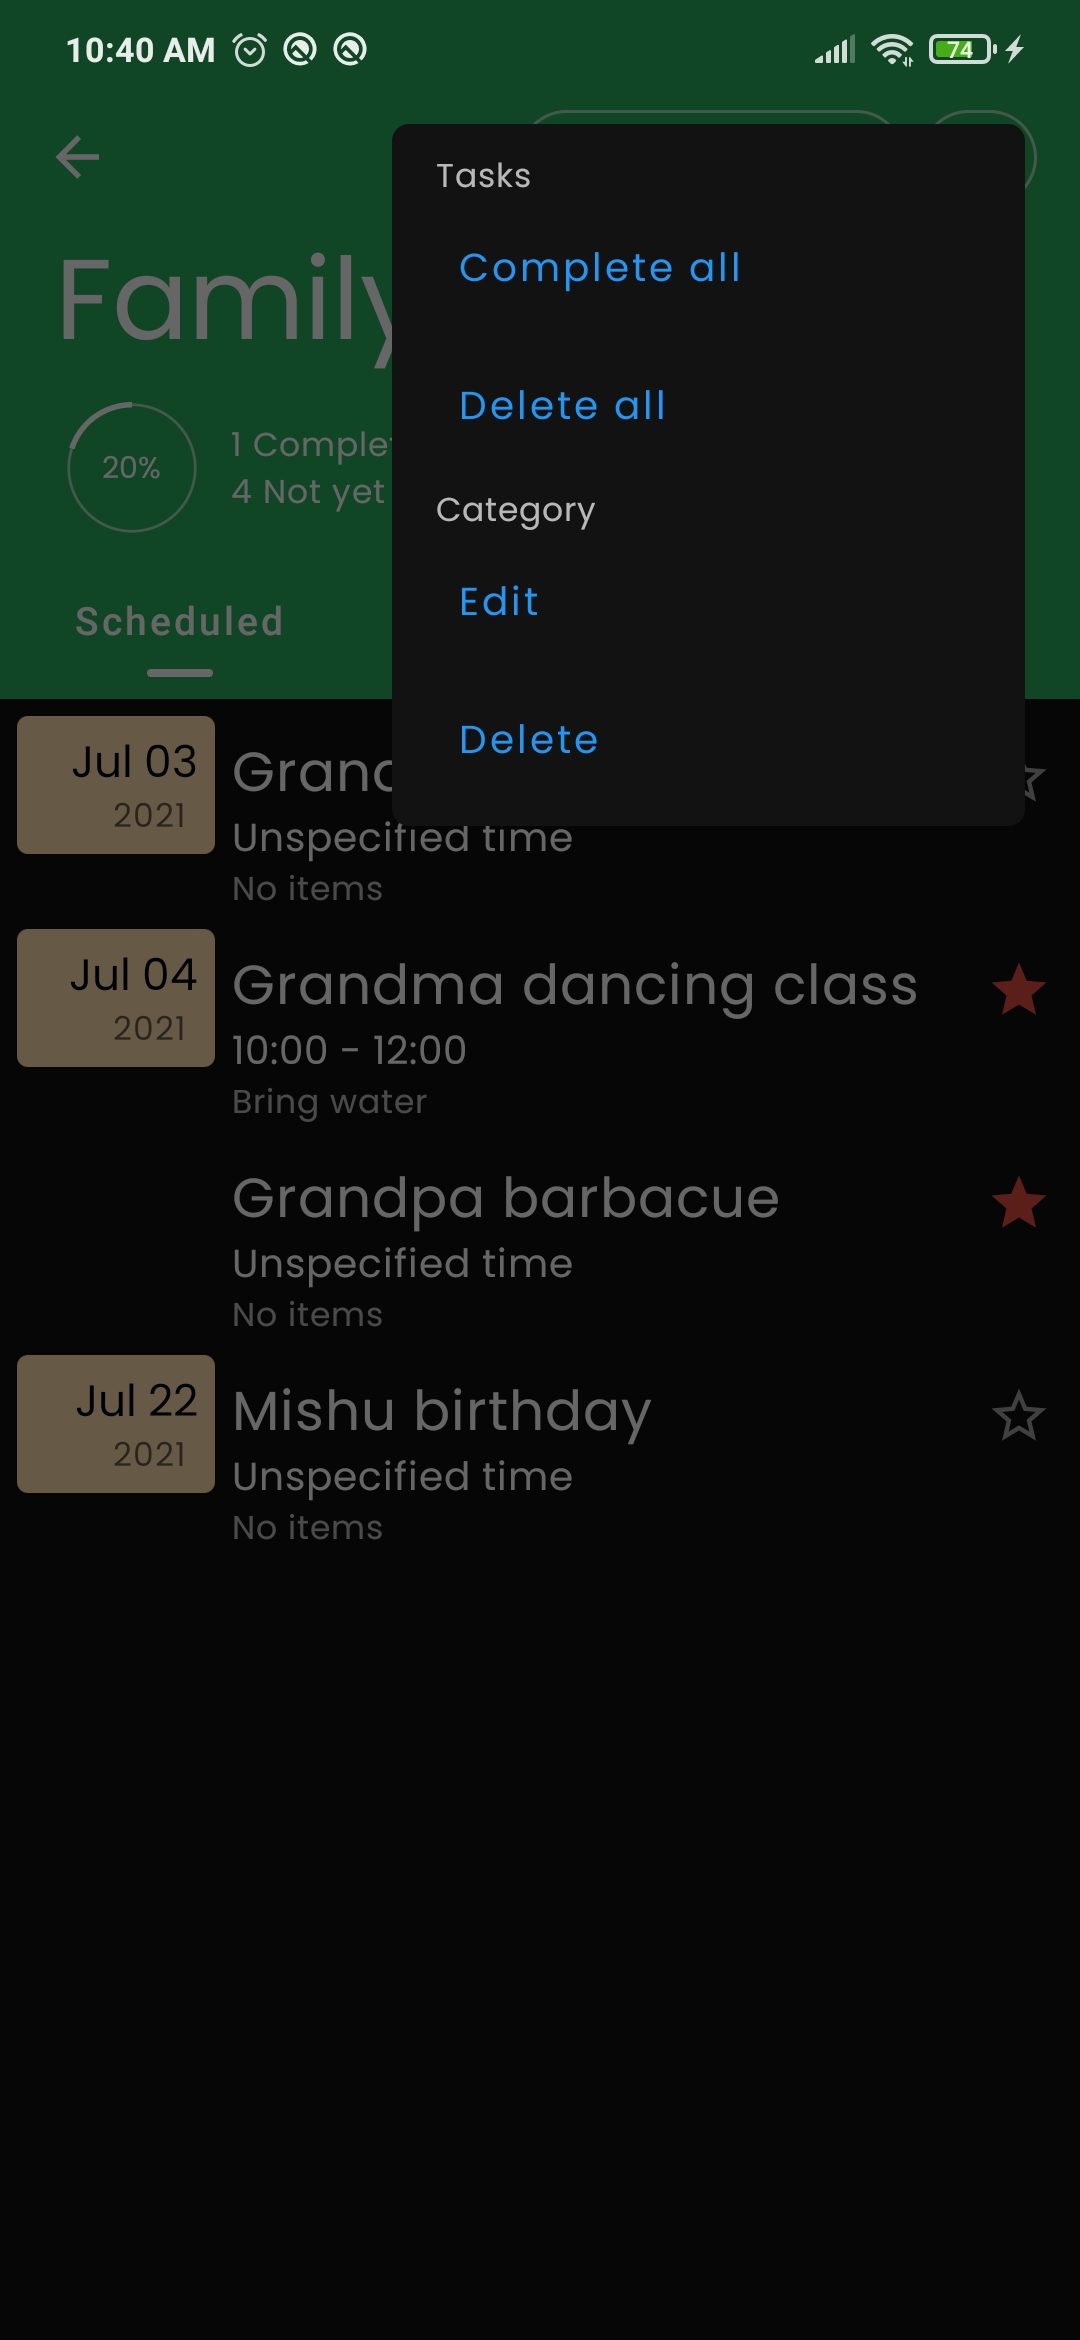 10:40 AM
74
Tasks
Complete all
Delete all
Category
Edit
Delete
Family
20%
1
4 Not yet
Scheduled
Jul 03
2021
Unspecified time
No items
Jul 04
2021
Grandma dancing class
10:00 - 12:00
Bring water
Grandpa barbacue
Unspecified time
No items
Jul 22
2021
Mishu birthday
Unspecified time
No items